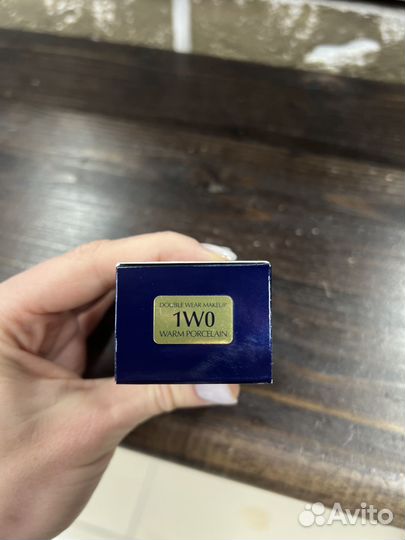 DOUBLE WEAR MAKEUP
1W0
WARM PORCELAIN
Avito